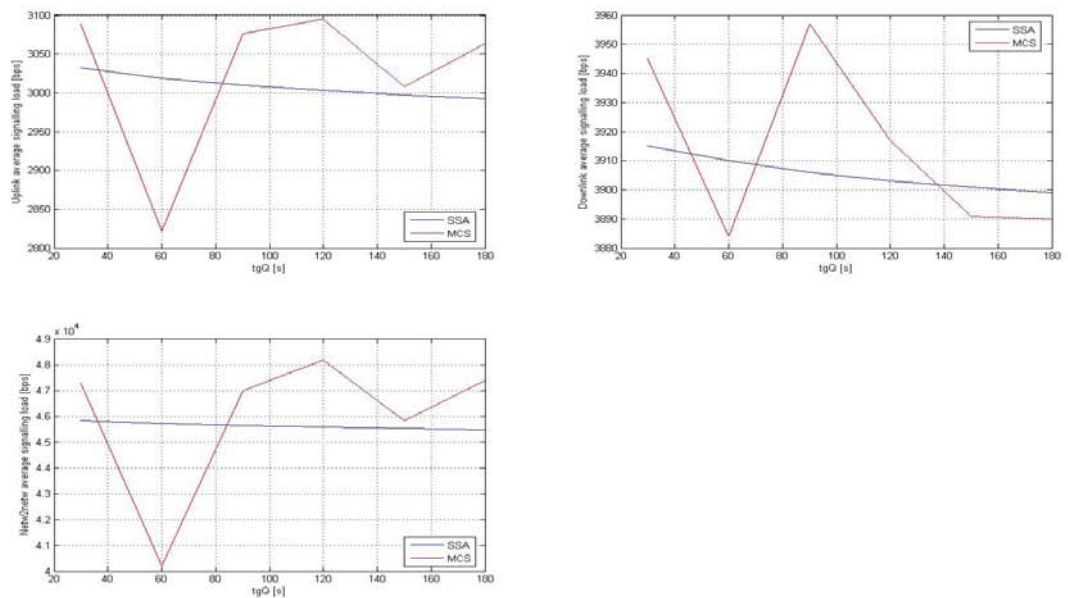 Uplink average signalling load [bps]
3100
3050
3000
2950
2900
2850
2800
20 40 60 80 100 120 140 160 180
tgQ [s]
SSA
MCS
Downlink average signalling load [bps]
3960
3950
3940
3930
3920
3910
3900
3890
3880
20 40 60 80 100 120 140 160 180
tgQ [s]
SSA
MCS
Netw2netw average signalling load [bps]
x 10^4
4.9
4.8
4.7
4.6
4.5
4.4
4.3
4.2
4.1
4
20 40 60 80 100 120 140 160 180
tgQ [s]
SSA
MCS